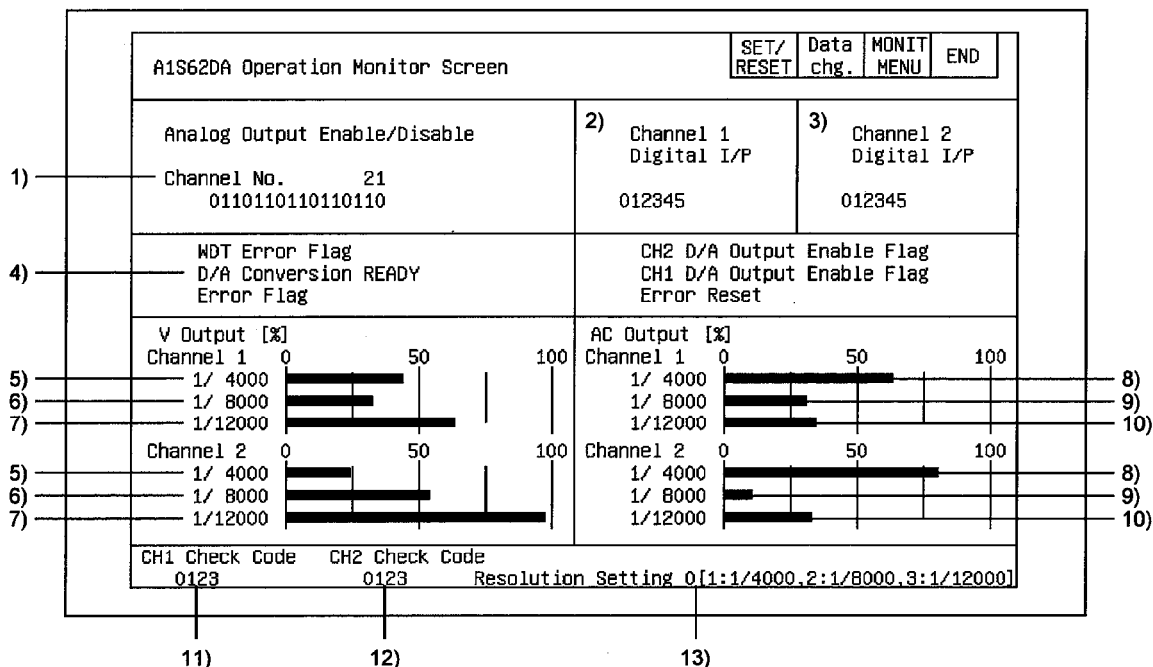 A1S62DA Operation Monitor Screen
SET/
RESET
Data
chg.
MONIT
MENU
END
Analog Output Enable/Disable
1)
Channel No. 21
0110110110110110
2)
Channel 1
Digital I/P
012345
3)
Channel 2
Digital I/P
012345
WDT Error Flag
4)
D/A Conversion READY
Error Flag
CH2 D/A Output Enable Flag
CH1 D/A Output Enable Flag
Error Reset
V Output [%]
Channel 1 0 50 100
5) 1/ 4000
6) 1/ 8000
7) 1/12000
Channel 2 0 50 100
5) 1/ 4000
6) 1/ 8000
7) 1/12000
AC Output [%]
Channel 1 0 50 100
1/ 4000 8)
1/ 8000 9)
1/12000 10)
Channel 2 0 50 100
1/ 4000 8)
1/ 8000 9)
1/12000 10)
CH1 Check Code CH2 Check Code
0123 0123 Resolution Setting 0[1:1/4000,2:1/8000,3:1/12000]
11) 12) 13)